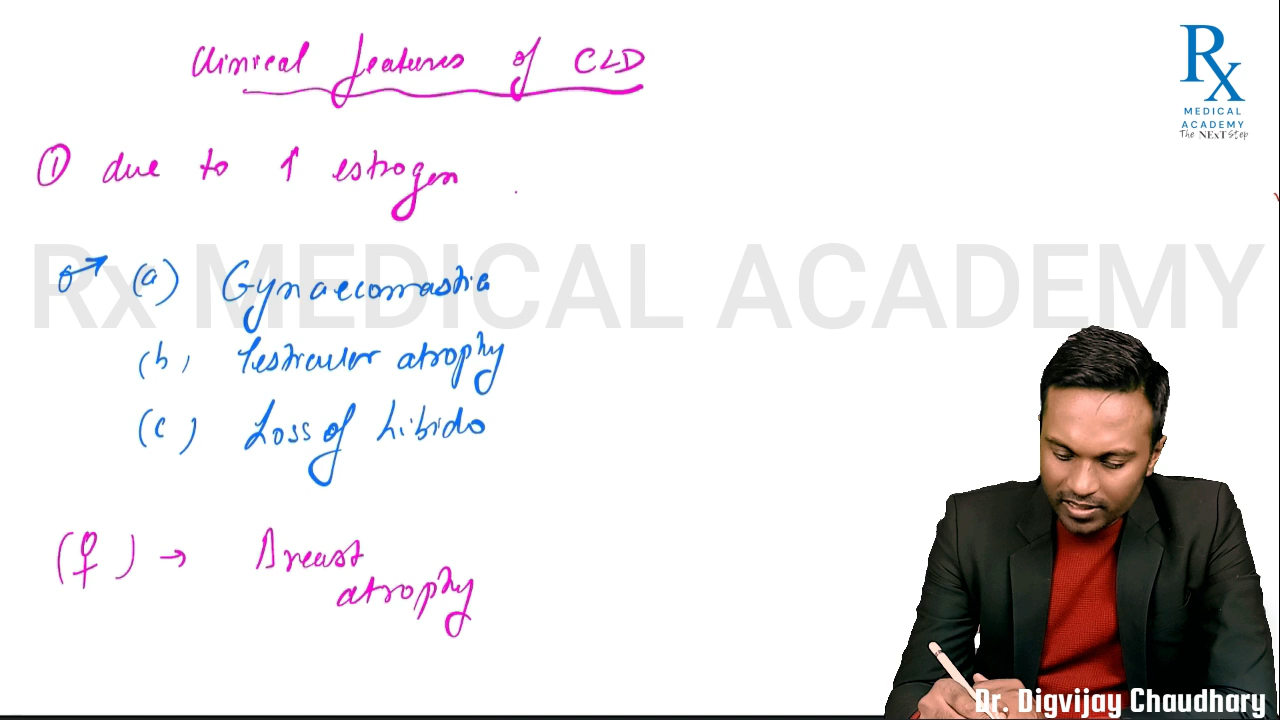 Clinical features of CLD
Rx
MEDICAL
ACADEMY
The NExT Step
① due to ↑ estrogen
Rx MEDICAL ACADEMY
♂ (a) Gynaecomastia
(b) Testicular atrophy
(c) Loss of Libido
(♀) → Breast
atrophy
Dr. Digvijay Chaudhary